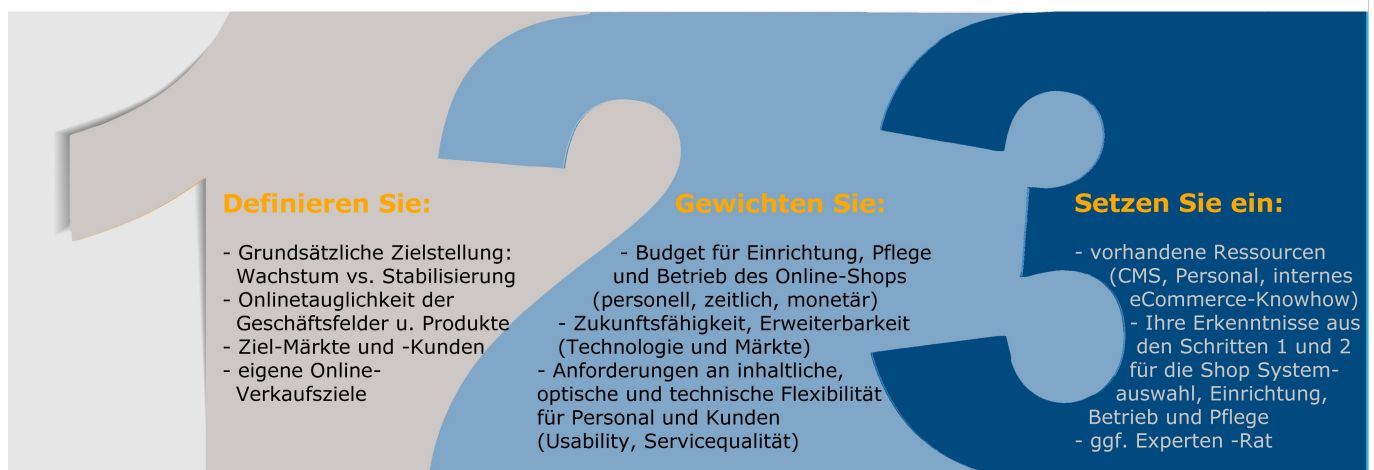 1
Definieren Sie:
- Grundsätzliche Zielstellung:
Wachstum vs. Stabilisierung
- Onlinetauglichkeit der
Geschäftsfelder u. Produkte
- Ziel-Märkte und -Kunden
- eigene Online-
Verkaufsziele
2
Gewichten Sie:
- Budget für Einrichtung, Pflege
und Betrieb des Online-Shops
(personell, zeitlich, monetär)
- Zukunftsfähigkeit, Erweiterbarkeit
(Technologie und Märkte)
- Anforderungen an inhaltliche,
optische und technische Flexibilität
für Personal und Kunden
(Usability, Servicequalität)
3
Setzen Sie ein:
- vorhandene Ressourcen
(CMS, Personal, internes
eCommerce-Knowhow)
- Ihre Erkenntnisse aus
den Schritten 1 und 2
für die Shop System-
auswahl, Einrichtung,
Betrieb und Pflege
- ggf. Experten -Rat